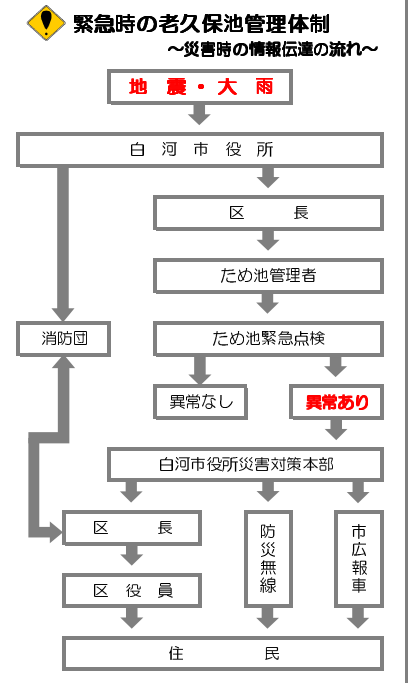 緊急時の老久保池管理体制
～災害時の情報伝達の流れ～
地 震・大 雨
白 河 市 役 所
区 長
ため池管理者
消防団
ため池緊急点検
異常なし
異常あり
白河市役所災害対策本部
区 長
防災無線
市広報車
区 役 員
住 民